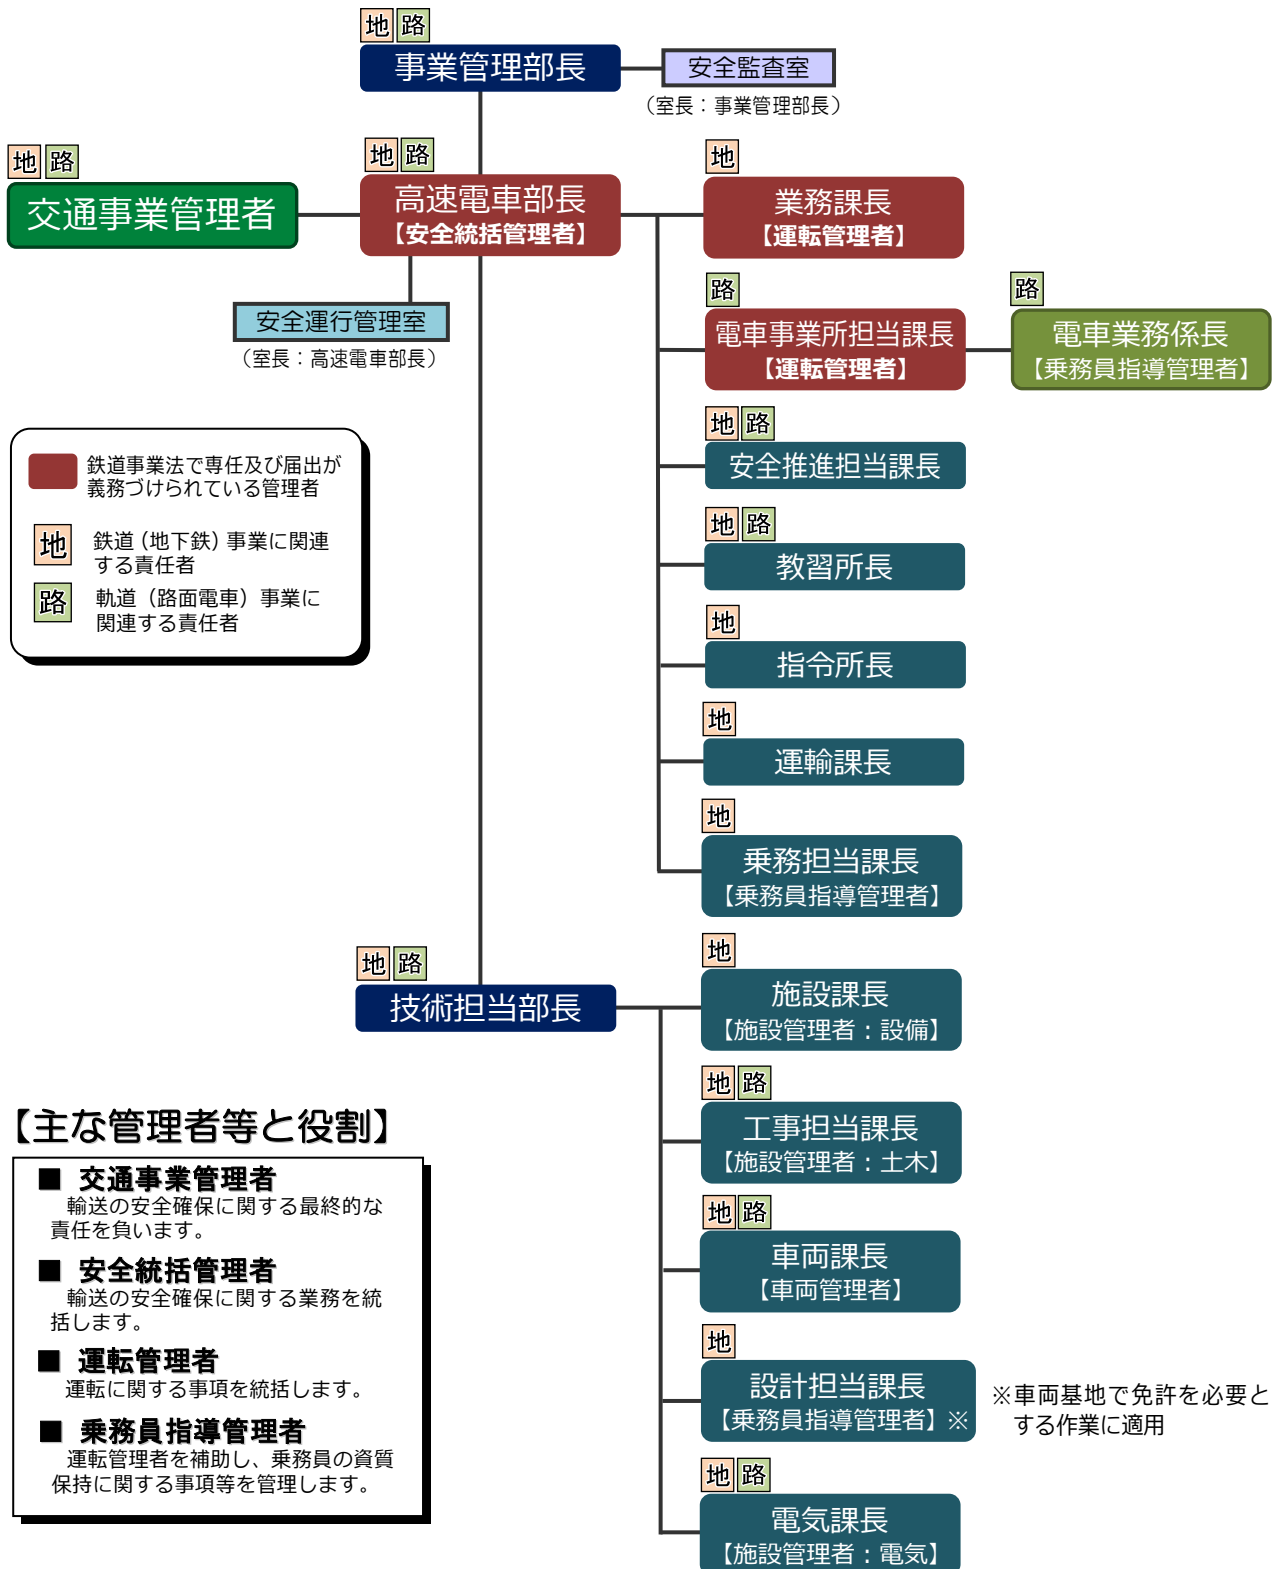 地 路
事業管理部長
安全監査室
（室長：事業管理部長）
地 路
交通事業管理者
地 路
高速電車部長
【安全統括管理者】
安全運行管理室
（室長：高速電車部長）
地
業務課長
【運転管理者】
路
電車事業所担当課長
【運転管理者】
路
電車業務係長
【乗務員指導管理者】
地 路
安全推進担当課長
地 路
教習所長
地
指令所長
地
運輸課長
地
乗務担当課長
【乗務員指導管理者】
鉄道事業法で専任及び届出が
義務づけられている管理者
地 鉄道（地下鉄）事業に関連
する責任者
路 軌道（路面電車）事業に
関連する責任者
地 路
技術担当部長
地
施設課長
【施設管理者：設備】
地 路
工事担当課長
【施設管理者：土木】
地 路
車両課長
【車両管理者】
地
設計担当課長
【乗務員指導管理者】※
※車両基地で免許を必要と
する作業に適用
地 路
電気課長
【施設管理者：電気】
【主な管理者等と役割】
■ 交通事業管理者
輸送の安全確保に関する最終的な
責任を負います。
■ 安全統括管理者
輸送の安全確保に関する業務を統
括します。
■ 運転管理者
運転に関する事項を統括します。
■ 乗務員指導管理者
運転管理者を補助し、乗務員の資質
保持に関する事項等を管理します。